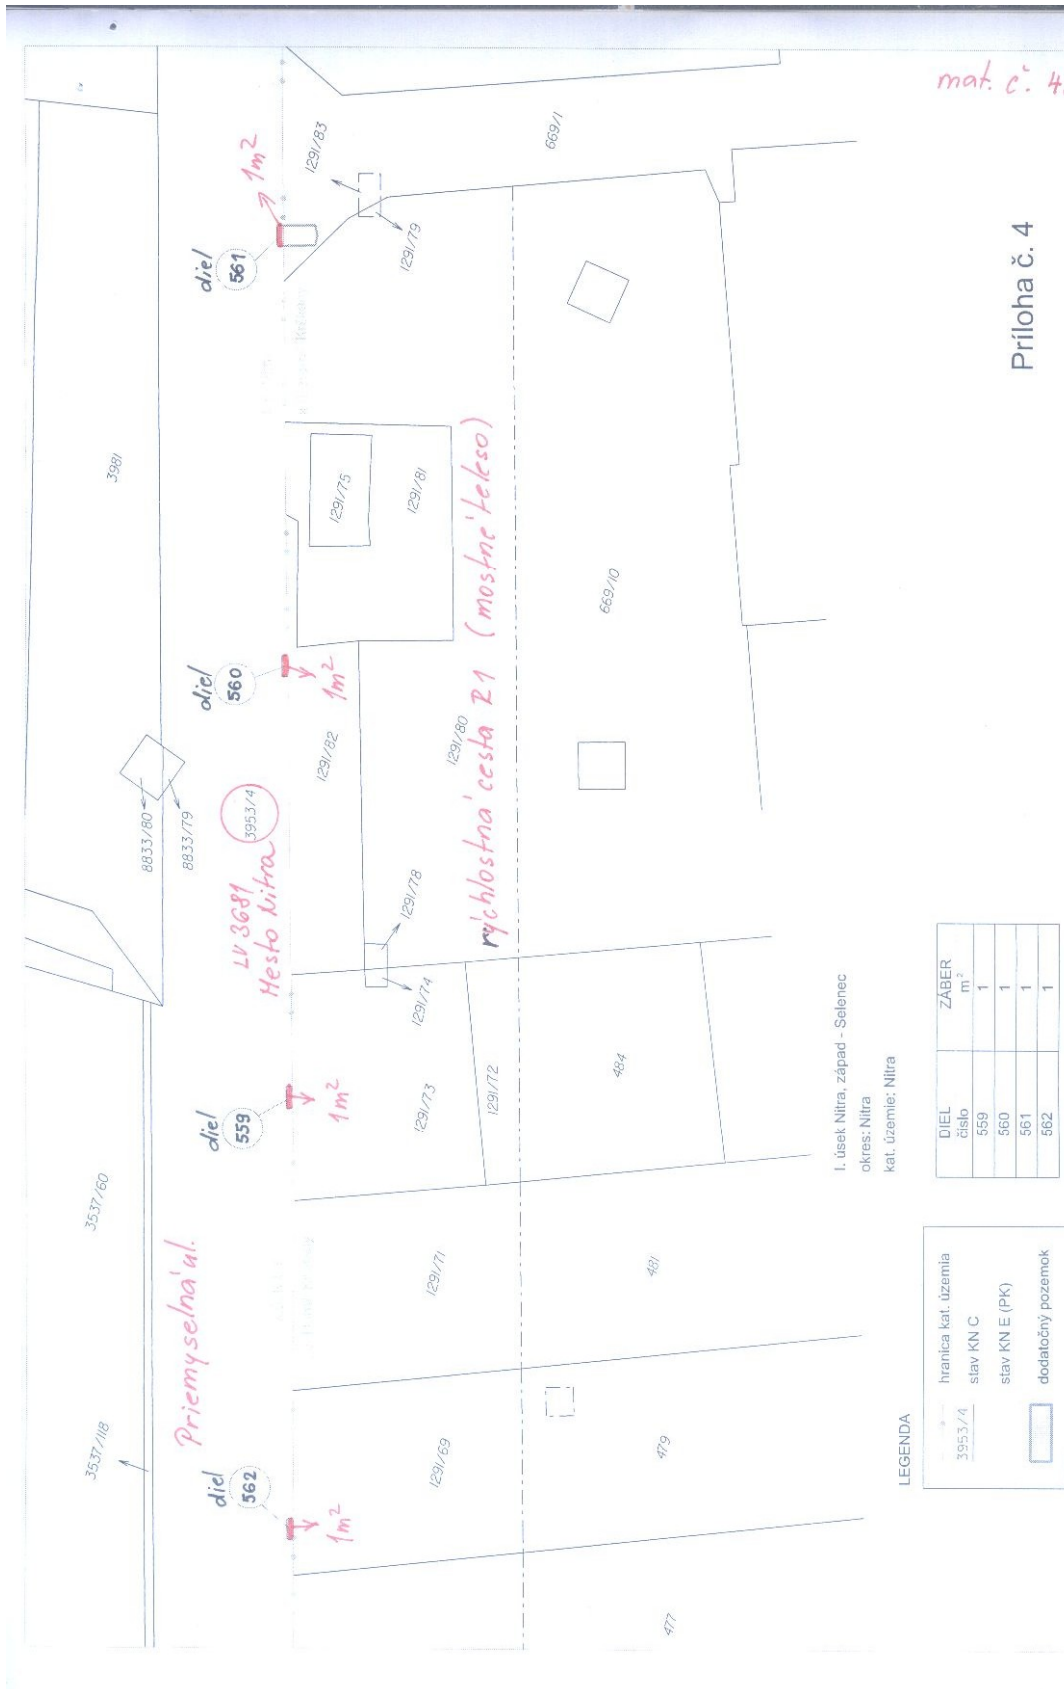 mat. č. 4
Príloha č. 4
3981
diel
561
1m²
1291/83
1291/79
669/1
1291/75
1291/81
rýchlostná cesta R1 (mostné teleso)
669/10
diel
560
1m²
1291/82
1291/80
8833/80
8833/79
3953/4
LV 3681
Mesto Nitra
1291/78
1291/74
diel
559
1m²
1291/73
1291/72
484
3537/60
Priemyselná ul.
1291/71
481
3537/118
diel
562
1m²
1291/69
479
477
I. úsek Nitra, západ - Selenec
okres: Nitra
kat. územie: Nitra
DIEL číslo ZÁBER m²
559 1
560 1
561 1
562 1
LEGENDA
hranica kat. územia
3953/4 stav KN C
stav KN E (PK)
dodatočný pozemok